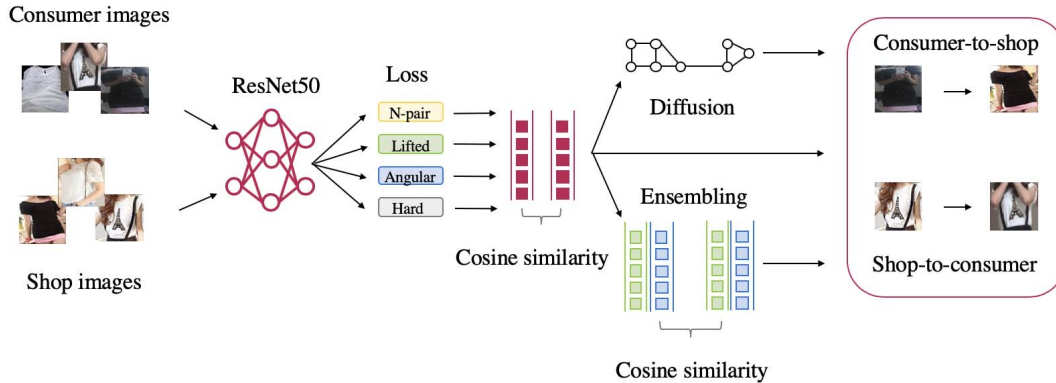 Consumer images
Shop images
ResNet50
Loss
N-pair
Lifted
Angular
Hard
Cosine similarity
Diffusion
Ensembling
Cosine similarity
Consumer-to-shop
Shop-to-consumer